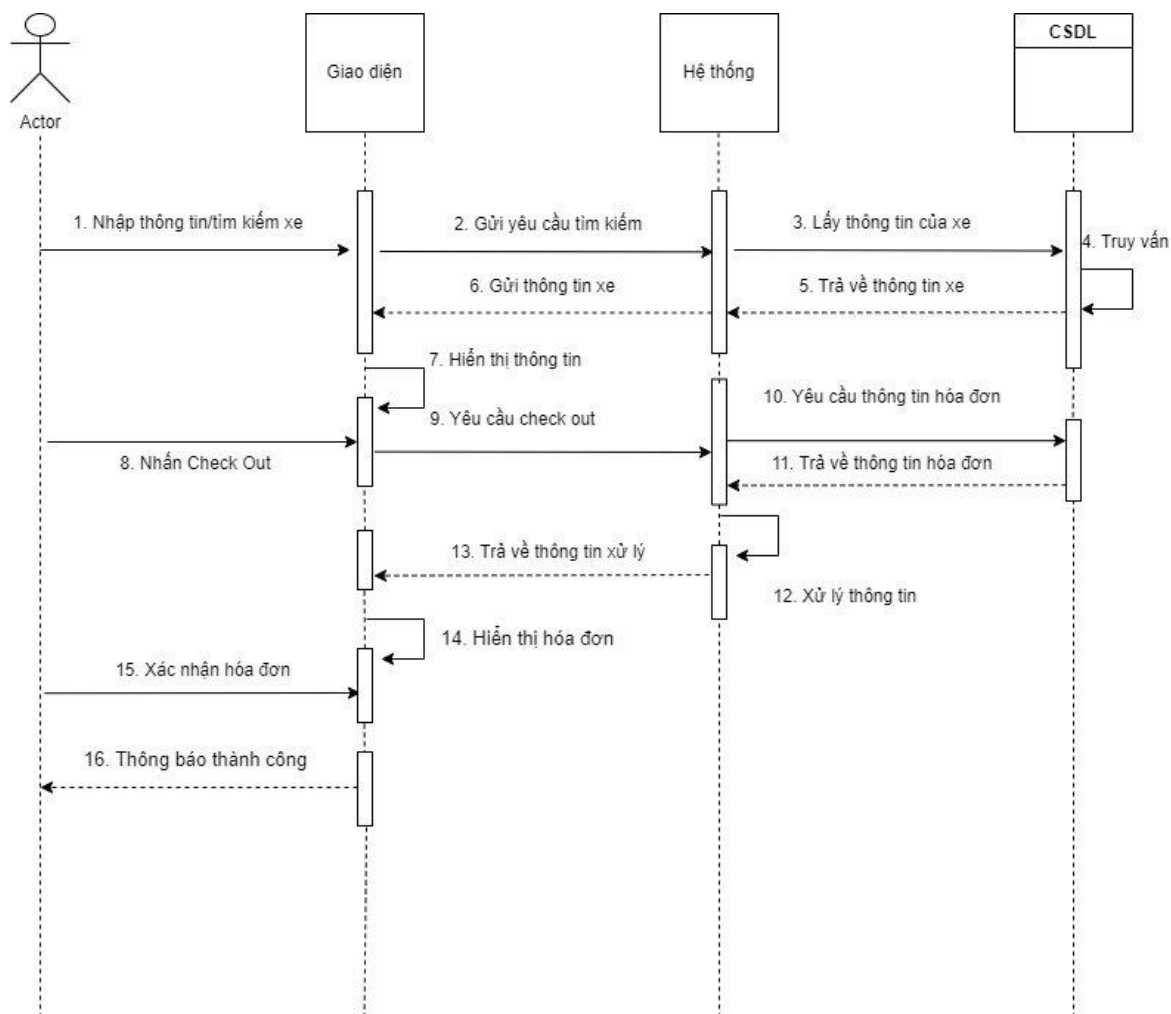 CSDL
Giao diện
Hệ thống
Actor
1. Nhập thông tin/tìm kiếm xe
2. Gửi yêu cầu tìm kiếm
3. Lấy thông tin của xe
4. Truy vấn
6. Gửi thông tin xe
5. Trả về thông tin xe
7. Hiển thị thông tin
10. Yêu cầu thông tin hóa đơn
9. Yêu cầu check out
8. Nhấn Check Out
11. Trả về thông tin hóa đơn
13. Trả về thông tin xử lý
12. Xử lý thông tin
14. Hiển thị hóa đơn
15. Xác nhận hóa đơn
16. Thông báo thành công